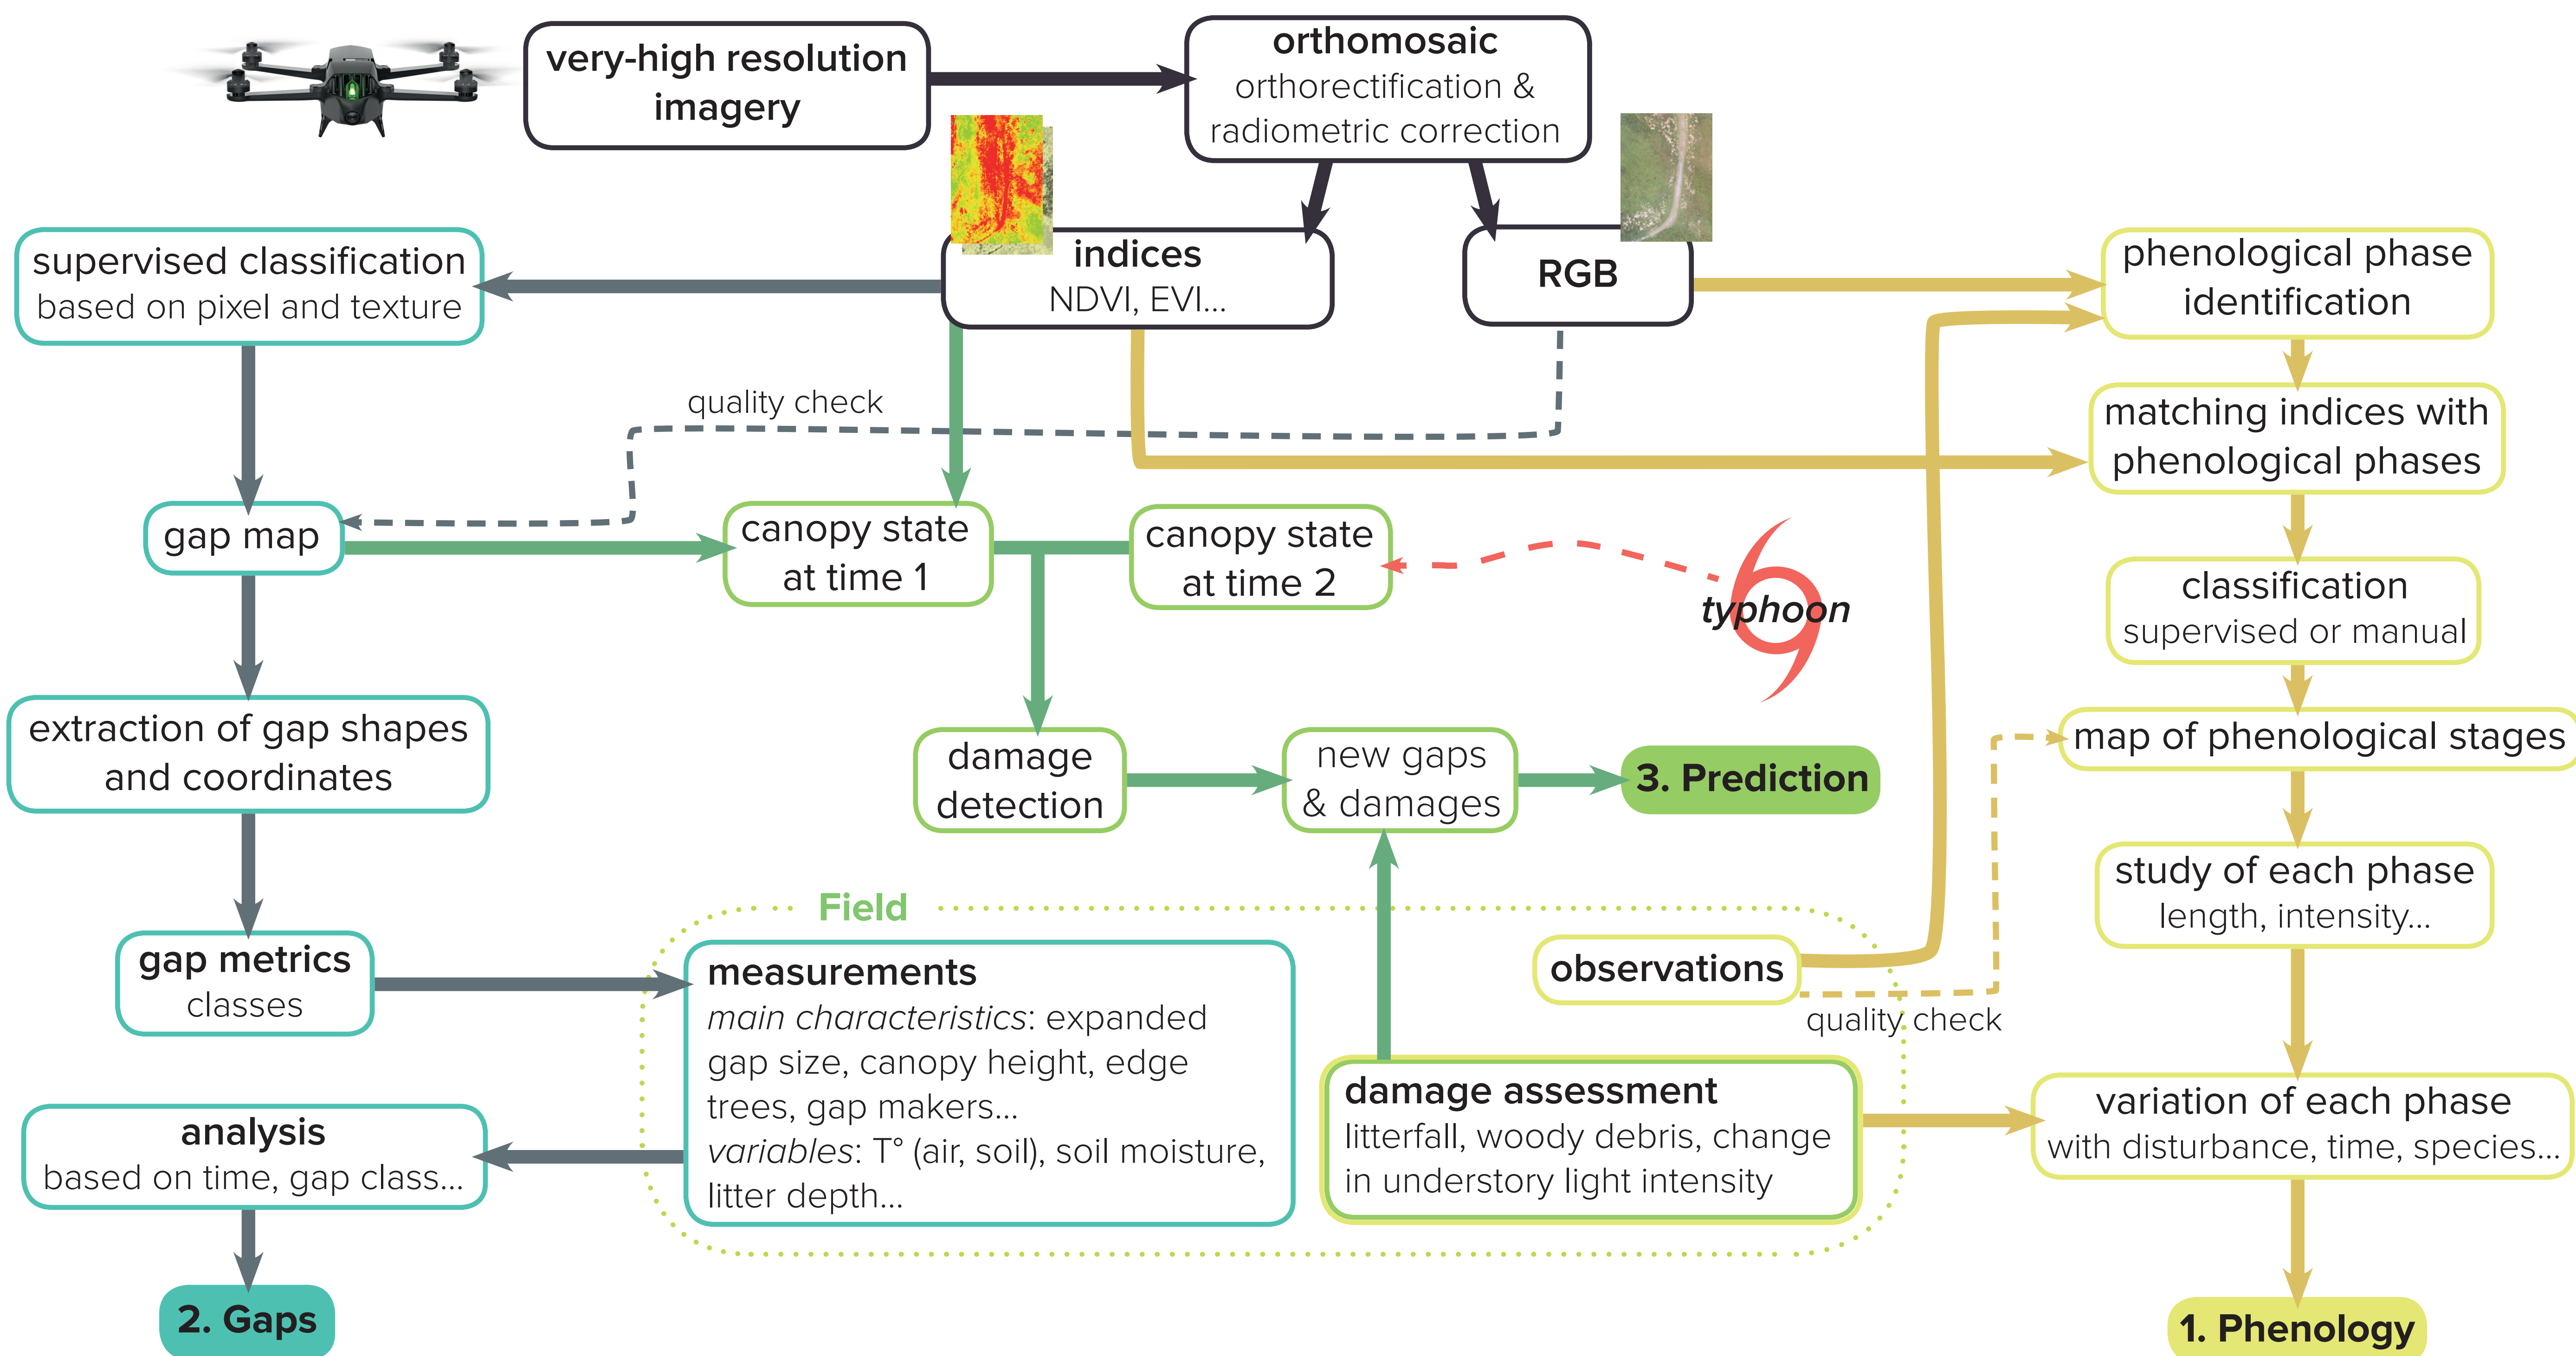 very-high resolution
imagery
orthomosaic
orthorectification &
radiometric correction
indices
NDVI, EVI...
RGB
supervised classification
based on pixel and texture
phenological phase
identification
quality check
matching indices with
phenological phases
gap map
canopy state
at time 1
canopy state
at time 2
typhoon
classification
supervised or manual
extraction of gap shapes
and coordinates
damage
detection
new gaps
& damages
3. Prediction
map of phenological stages
study of each phase
length, intensity...
Field
gap metrics
classes
measurements
main characteristics: expanded
gap size, canopy height, edge
trees, gap makers...
variables: T° (air, soil), soil moisture,
litter depth...
observations
quality check
damage assessment
litterfall, woody debris, change
in understory light intensity
variation of each phase
with disturbance, time, species...
analysis
based on time, gap class...
2. Gaps
1. Phenology